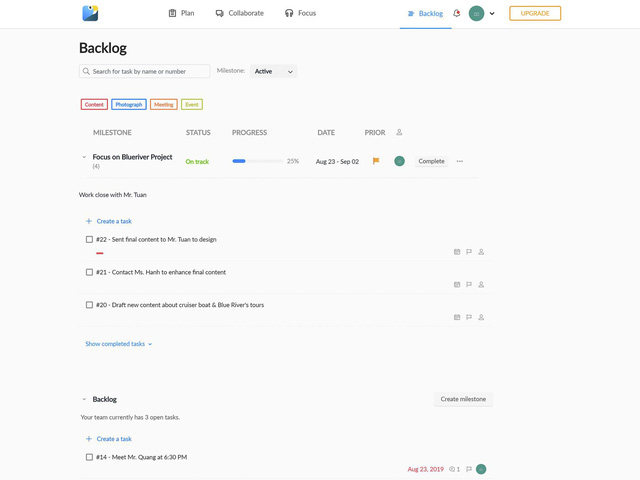 Plan
Collaborate
Focus
Backlog
UPGRADE
Backlog
Search for task by name or number
Milestone:
Active
Content
Photograph
Meeting
Event
MILESTONE STATUS PROGRESS DATE PRIOR
Focus on Blueriver Project
(4)
On track
25%
Aug 23 - Sep 02
Complete
Work close with Mr. Tuan
Create a task
#22 - Sent final content to Mr. Tuan to design
#21 - Contact Ms. Hanh to enhance final content
#20 - Draft new content about cruiser boat & Blue River's tours
Show completed tasks
Backlog
Create milestone
Your team currently has 3 open tasks.
Create a task
#14 - Meet Mr. Quang at 6:30 PM
Aug 23, 2019
1